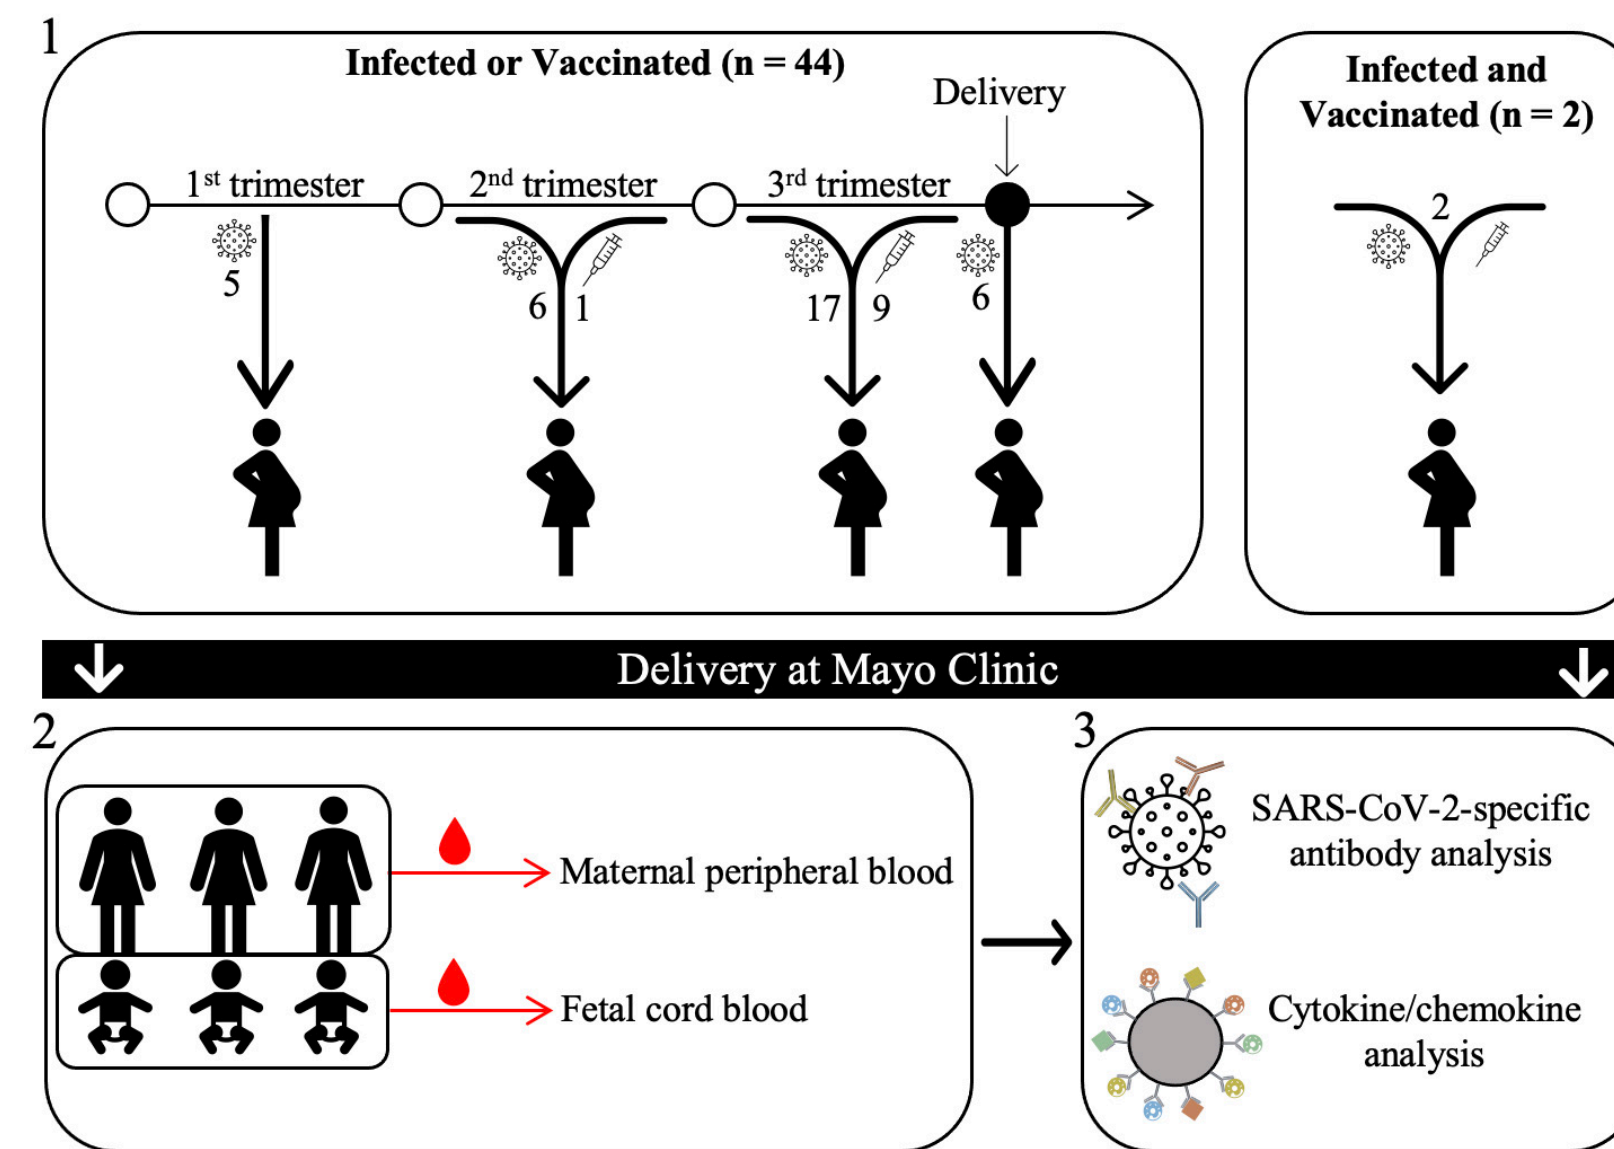 1
Infected or Vaccinated (n = 44)
Delivery
1st trimester
2nd trimester
3rd trimester
5
6
1
17
9
6
Infected and
Vaccinated (n = 2)
2
Delivery at Mayo Clinic
2
Maternal peripheral blood
Fetal cord blood
3
SARS-CoV-2-specific
antibody analysis
Cytokine/chemokine
analysis